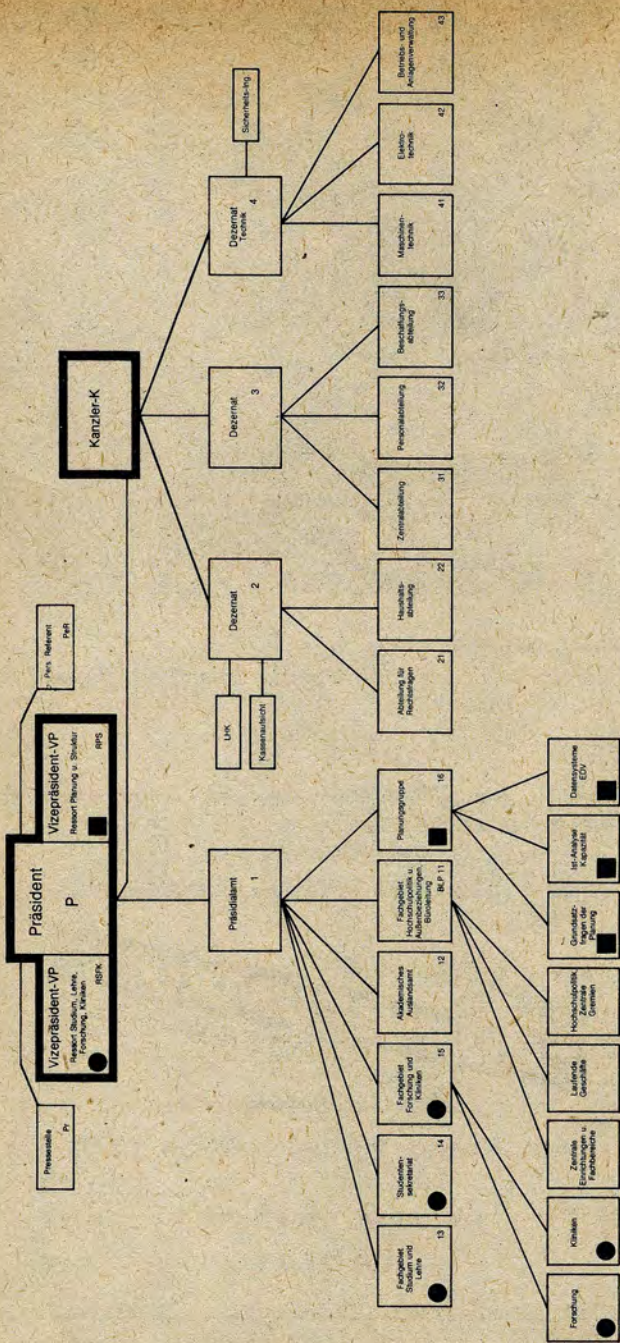 Pressestelle
Pr
Vizepräsident-VP
Ressort Studium, Lehre,
Forschung, Kliniken
RSFK
Präsident
P
Vizepräsident-VP
Ressort Planung u. Struktur
RPS
Pers. Referent
PeR
Kanzler-K
Präsidialamt
1
LHK
Kassenaufsicht
Dezernat
2
Dezernat
3
Dezernat
Technik
4
Sicherheits-Ing.
Fachgebiet
Studium und
Lehre
13
Studenten-
sekretariat
14
Fachgebiet
Forschung und
Kliniken
15
Akademisches
Auslandsamt
12
Fachgebiet
Hochschulpolitik u.
Außenbeziehungen,
Büroleitung
BLP 11
Planungsgruppe
16
Abteilung für
Rechtsfragen
21
Haushalts-
abteilung
22
Zentralabteilung
31
Personalabteilung
32
Beschaffungs-
abteilung
33
Maschinen-
technik
41
Elektro-
technik
42
Betriebs- und
Anlagenverwaltung
43
Forschung
Kliniken
Zentrale
Einrichtungen u.
Fachbereiche
Laufende
Geschäfte
Hochschulpolitik
Zentrale
Gremien
Grundsatz-
fragen der
Planung
Ist-Analyse
Kapazität
Datensysteme
EDV